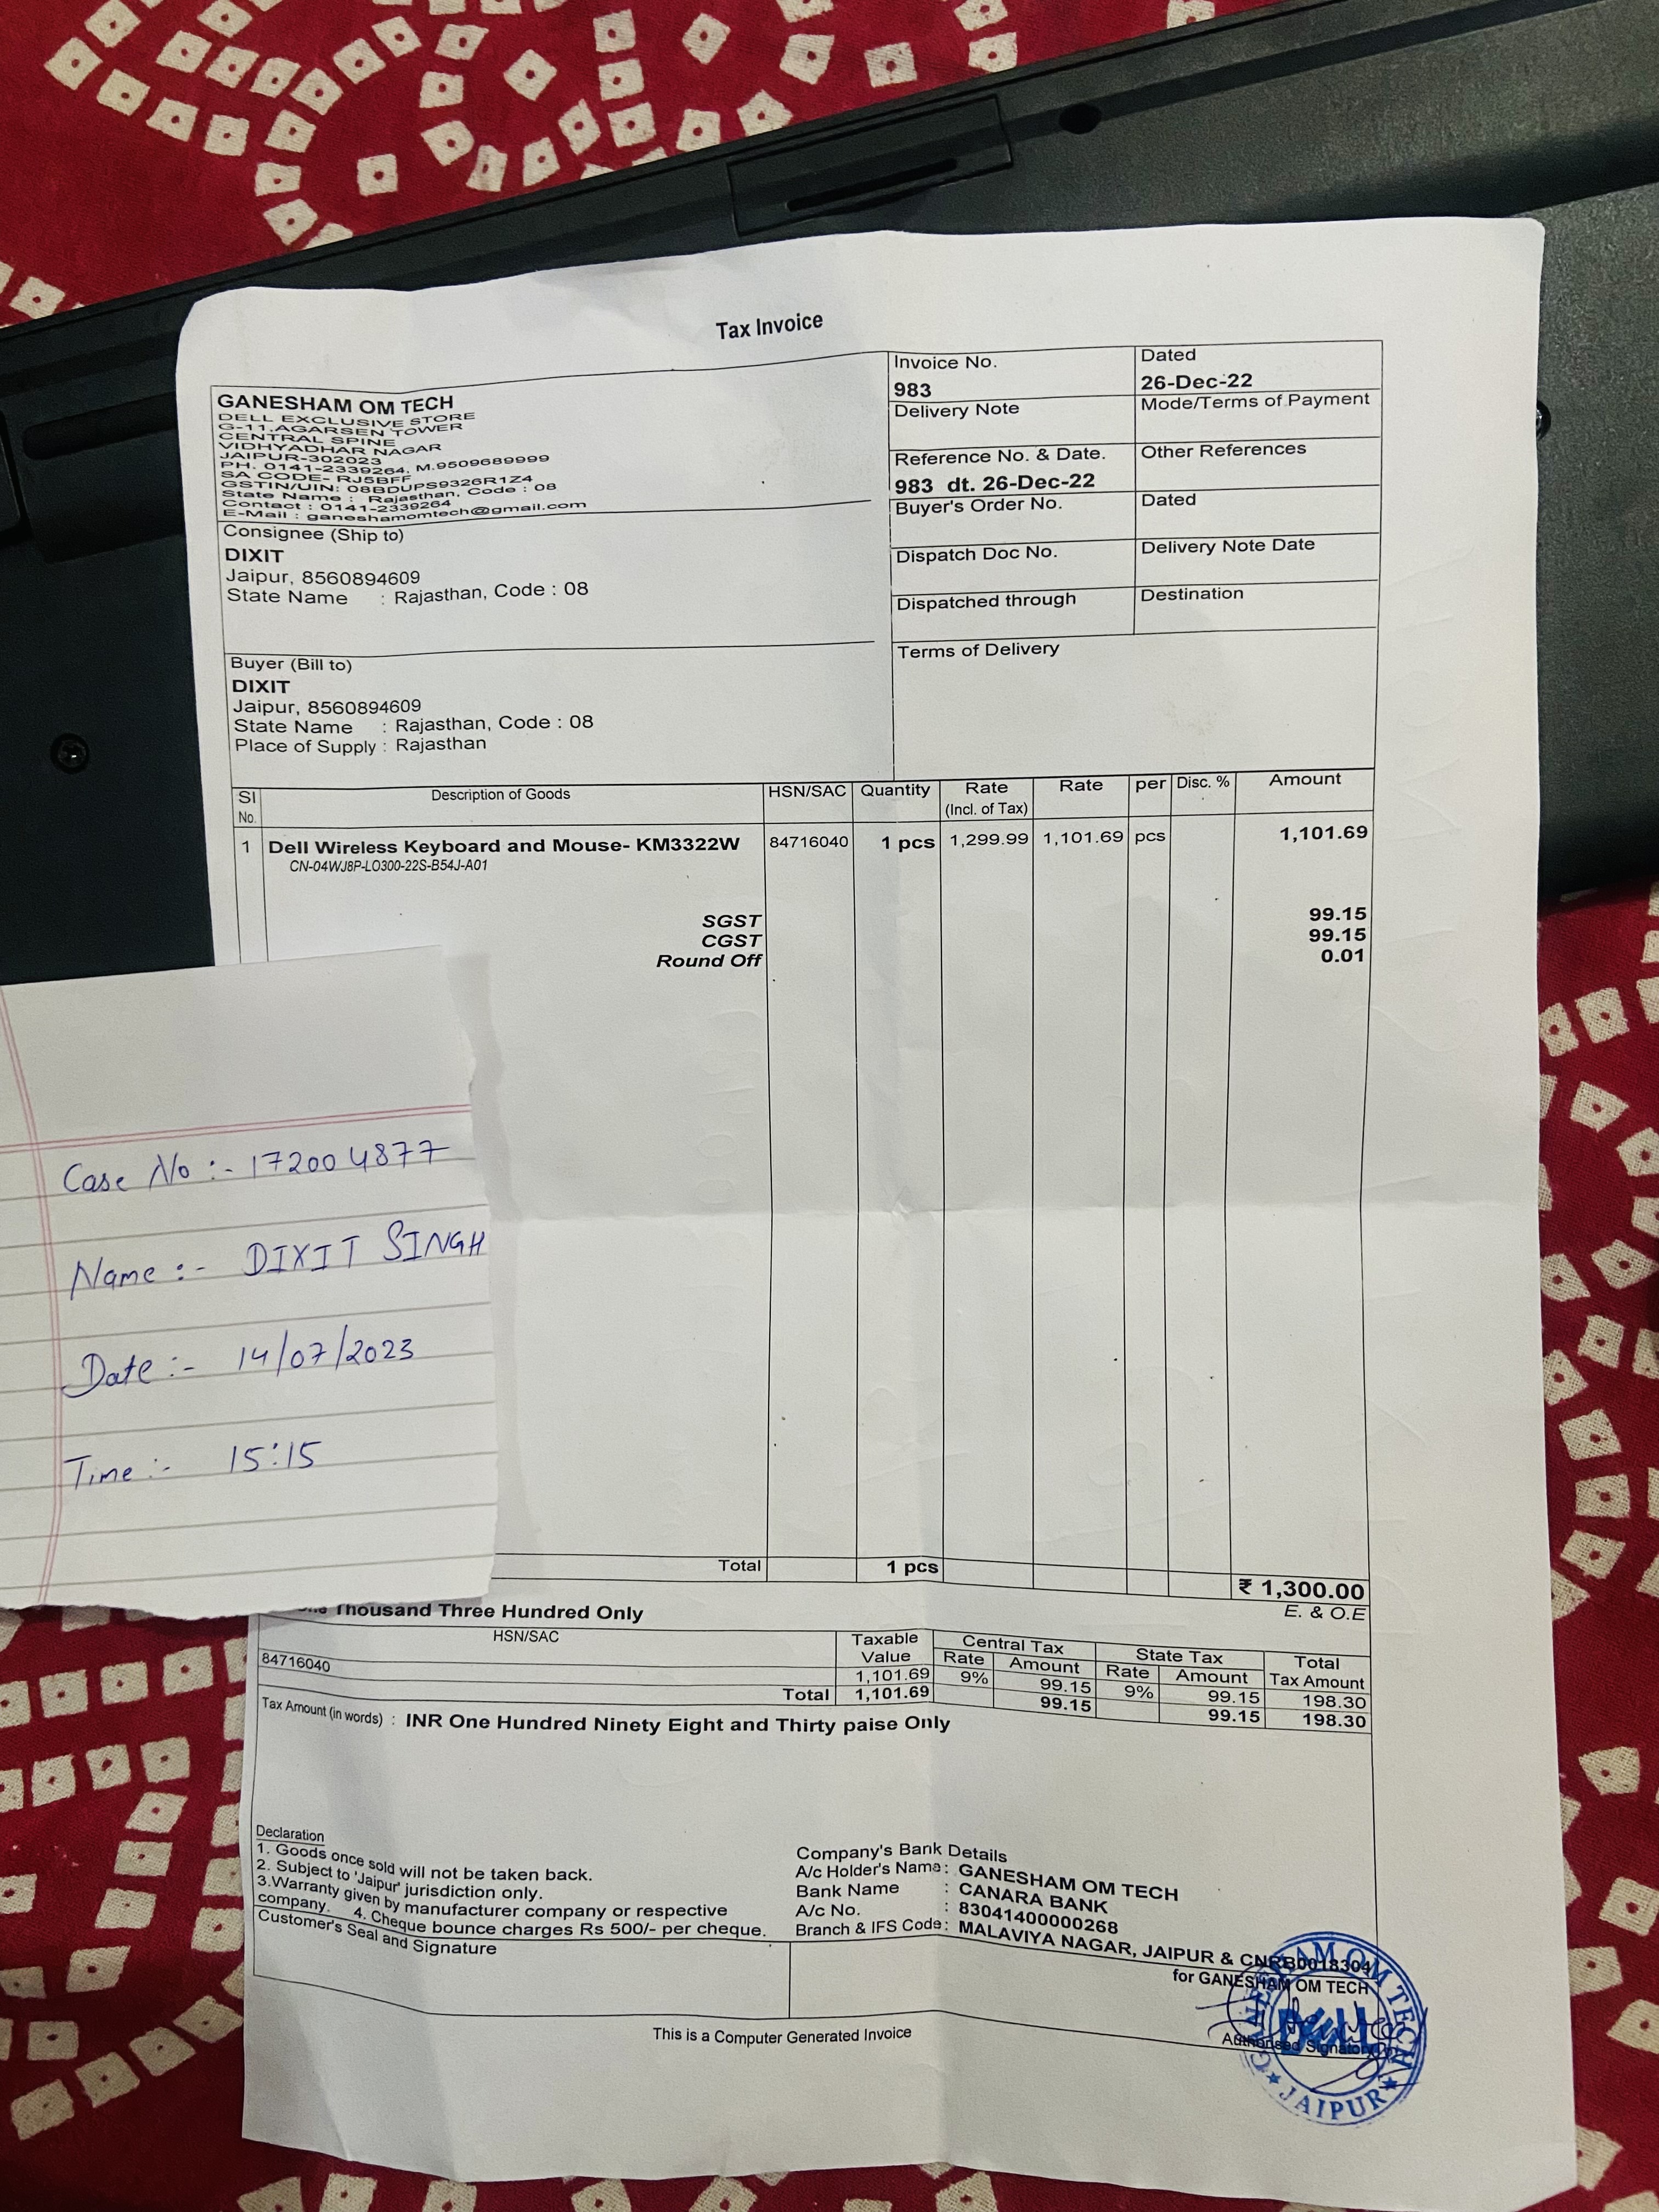 Tax Invoice
GANESHAM OM TECH
DELL EXCLUSIVE STORE
G-11,AGARSEN TOWER
CENTRAL SPINE
VIDHYADHAR NAGAR
JAIPUR-302023
PH. 0141-2339264, M.9509689999
SA CODE- RJ5BFF
GSTIN/UIN: 08BDUPS9326R1Z4
State Name : Rajasthan, Code : 08
Contact : 0141-2339264
E-Mail : ganeshamomtech@gmail.com
Invoice No.
983
Dated
26-Dec-22
Delivery Note
Mode/Terms of Payment
Reference No. & Date.
983 dt. 26-Dec-22
Other References
Buyer's Order No.
Dated
Dispatch Doc No.
Delivery Note Date
Dispatched through
Destination
Terms of Delivery
Consignee (Ship to)
DIXIT
Jaipur, 8560894609
State Name : Rajasthan, Code : 08
Buyer (Bill to)
DIXIT
Jaipur, 8560894609
State Name : Rajasthan, Code : 08
Place of Supply : Rajasthan
Sl No. Description of Goods HSN/SAC Quantity Rate (Incl. of Tax) Rate per Disc. % Amount
1 Dell Wireless Keyboard and Mouse- KM3322W 84716040 1 pcs 1,299.99 1,101.69 pcs 1,101.69
CN-04WJ8P-LO300-22S-B54J-A01
SGST 99.15
CGST 99.15
Round Off 0.01
Case No :- 172004877
Name :- DIXIT SINGH
Date :- 14/07/2023
Time :- 15:15
Total 1 pcs ₹ 1,300.00
Thousand Three Hundred Only
E. & O.E
HSN/SAC Taxable Value Central Tax State Tax Total Tax Amount
Rate Amount Rate Amount
84716040 1,101.69 9% 99.15 9% 99.15 198.30
Total 1,101.69 99.15 99.15 198.30
Tax Amount (in words) : INR One Hundred Ninety Eight and Thirty paise Only
Declaration
1. Goods once sold will not be taken back.
2. Subject to 'Jaipur' jurisdiction only.
3.Warranty given by manufacturer company or respective
company. 4. Cheque bounce charges Rs 500/- per cheque.
Customer's Seal and Signature
Company's Bank Details
A/c Holder's Name : GANESHAM OM TECH
Bank Name : CANARA BANK
A/c No. : 83041400000268
Branch & IFS Code : MALAVIYA NAGAR, JAIPUR & CNRB0018304
for GANESHAM OM TECH
Authorised Signatory
GANESHAM OM TECH
Dell
JAIPUR
This is a Computer Generated Invoice